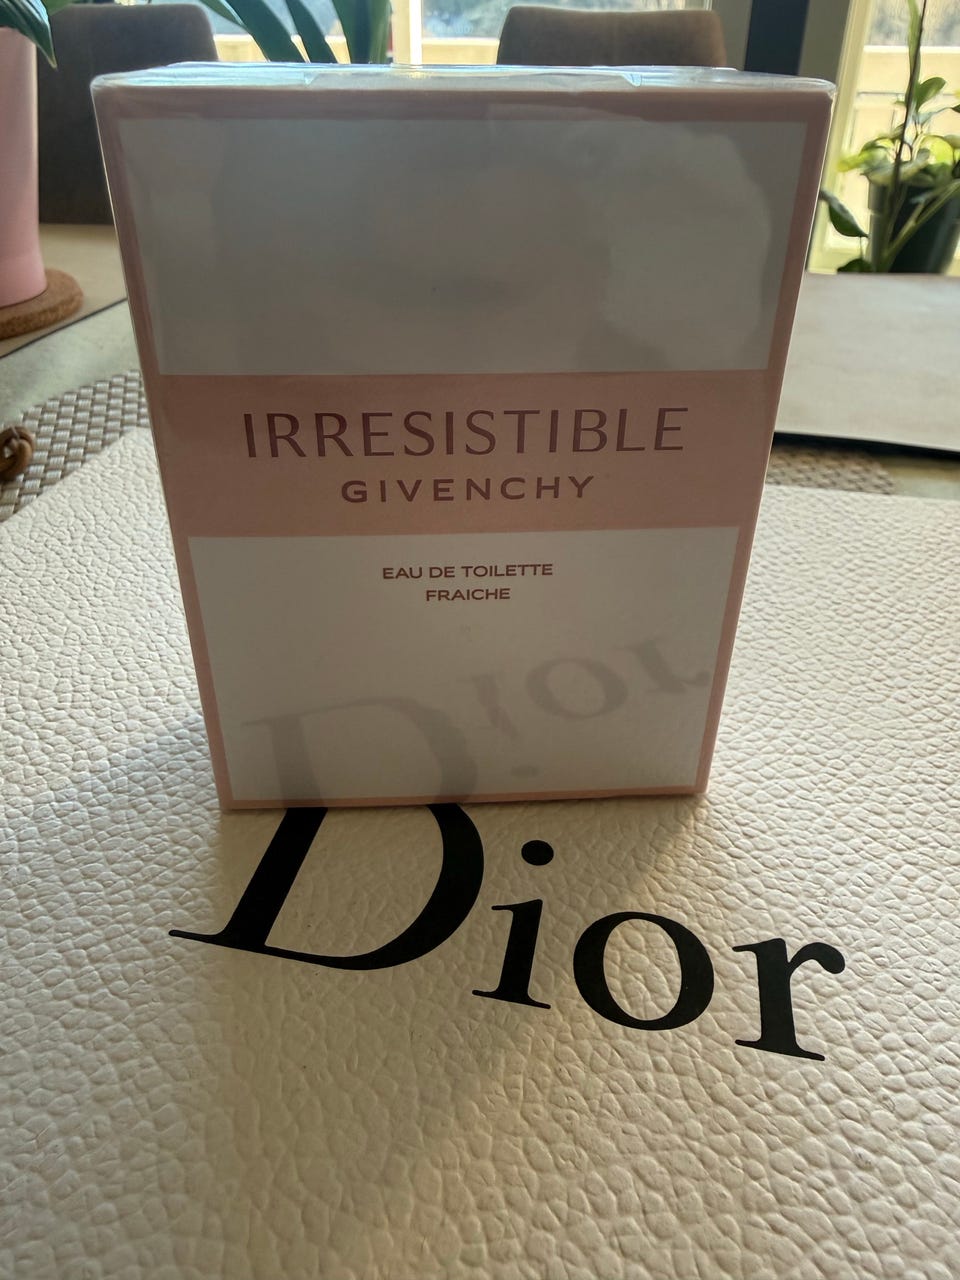 IRRESISTIBLE
GIVENCHY
EAU DE TOILETTE
FRAICHE
Dior